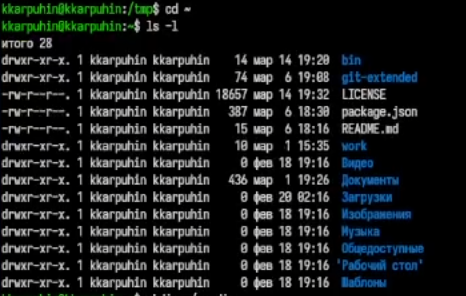 kkarpuhin@kkarpuhin:/tmp$ cd ~
kkarpuhin@kkarpuhin:~$ ls -l
итого 28
drwxr-xr-x. 1 kkarpuhin kkarpuhin 14 мар 14 19:20 bin
drwxr-xr-x. 1 kkarpuhin kkarpuhin 74 мар 6 19:08 git-extended
-rw-r--r--. 1 kkarpuhin kkarpuhin 18657 мар 14 19:32 LICENSE
-rw-r--r--. 1 kkarpuhin kkarpuhin 387 мар 6 18:30 package.json
-rw-r--r--. 1 kkarpuhin kkarpuhin 15 мар 6 18:16 README.md
drwxr-xr-x. 1 kkarpuhin kkarpuhin 10 мар 1 15:35 work
drwxr-xr-x. 1 kkarpuhin kkarpuhin 0 фев 18 19:16 Видео
drwxr-xr-x. 1 kkarpuhin kkarpuhin 436 мар 1 19:26 Документы
drwxr-xr-x. 1 kkarpuhin kkarpuhin 0 фев 20 02:16 Загрузки
drwxr-xr-x. 1 kkarpuhin kkarpuhin 0 фев 18 19:16 Изображения
drwxr-xr-x. 1 kkarpuhin kkarpuhin 0 фев 18 19:16 Музыка
drwxr-xr-x. 1 kkarpuhin kkarpuhin 0 фев 18 19:16 Общедоступные
drwxr-xr-x. 1 kkarpuhin kkarpuhin 0 фев 18 19:16 'Рабочий стол'
drwxr-xr-x. 1 kkarpuhin kkarpuhin 0 фев 18 19:16 Шаблоны